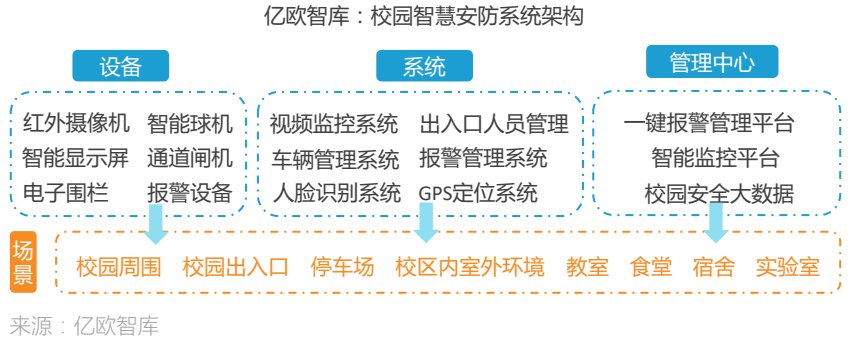 亿欧智库：校园智慧安防系统架构
设备
系统
管理中心
红外摄像机 智能球机
智能显示屏 通道闸机
电子围栏 报警设备
视频监控系统 出入口人员管理
车辆管理系统 报警管理系统
人脸识别系统 GPS定位系统
一键报警管理平台
智能监控平台
校园安全大数据
场景
校园周围 校园出入口 停车场 校区内室外环境 教室 食堂 宿舍 实验室
来源：亿欧智库